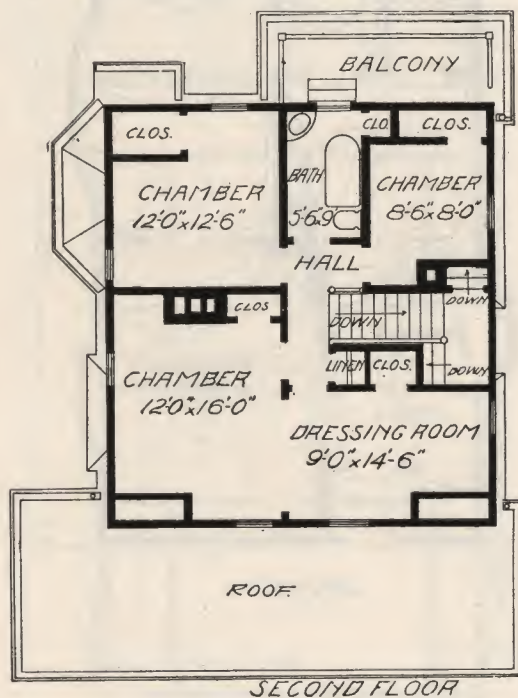 BALCONY
CLOS.
CLO.
CLOS.
BATH
CHAMBER
12'0"x12'-6"
5'6"x9'
CHAMBER
8'-6"x8'-0"
HALL
DOWN
CLOS
DOWN
LINEN
CLOS.
DOWN
CHAMBER
12'0"x16'-0"
DRESSING ROOM
9'-0"x14'-6"
ROOF.
SECOND FLOOR